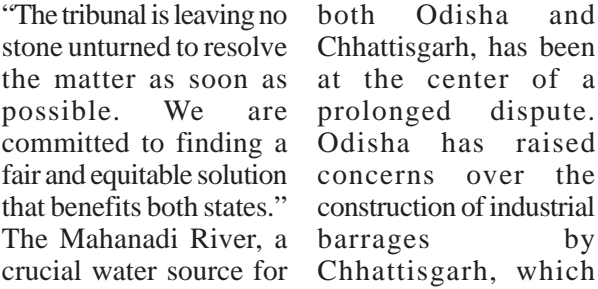 “The tribunal is leaving no
stone unturned to resolve
the matter as soon as
possible. We are
committed to finding a
fair and equitable solution
that benefits both states.”
The Mahanadi River, a
crucial water source for
both Odisha and
Chhattisgarh, has been
at the center of a
prolonged dispute.
Odisha has raised
concerns over the
construction of industrial
barrages by
Chhattisgarh, which